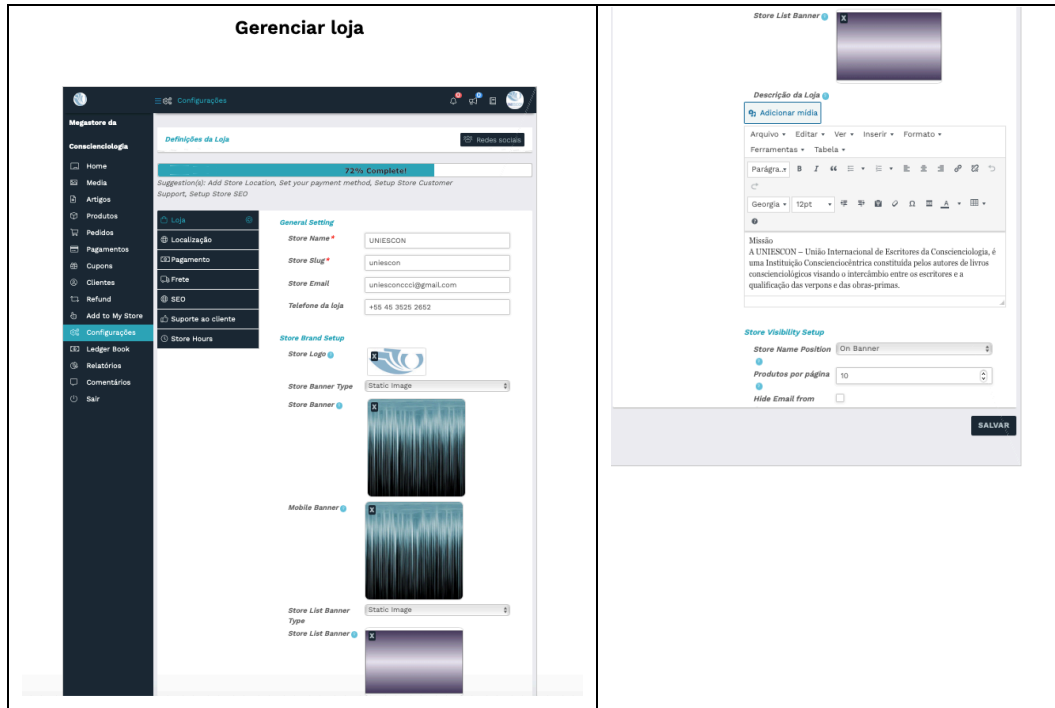 Gerenciar loja
Configurações
0
0
Megastore da
Conscienciologia
Home
Media
Artigos
Produtos
Pedidos
Pagamentos
Cupons
Clientes
Refund
Add to My Store
Configurações
Ledger Book
Relatórios
Comentários
Sair
Definições da Loja
Redes sociais
72% Complete!
Suggestion(s): Add Store Location, Set your payment method, Setup Store Customer
Support, Setup Store SEO
Loja
Localização
Pagamento
Frete
SEO
Suporte ao cliente
Store Hours
General Setting
Store Name* UNIESCON
Store Slug* uniescon
Store Email uniesconccci@gmail.com
Telefone da loja +55 45 3525 2652
Store Brand Setup
Store Logo
X
Store Banner Type Static Image
Store Banner
X
Mobile Banner
X
Store List Banner Static Image
Type
Store List Banner
X
Store List Banner
X
Descrição da Loja
Adicionar mídia
Arquivo Editar Ver Inserir Formato
Ferramentas Tabela
Parágra... B I
Georgia 12pt Ω A
Missão
A UNIESCON – União Internacional de Escritores da Conscienciologia, é
uma Instituição Conscienciocêntrica constituída pelos autores de livros
conscienciológicos visando o intercâmbio entre os escritores e a
qualificação das verpons e das obras-primas.
Store Visibility Setup
Store Name Position On Banner
Produtos por página 10
Hide Email from
SALVAR